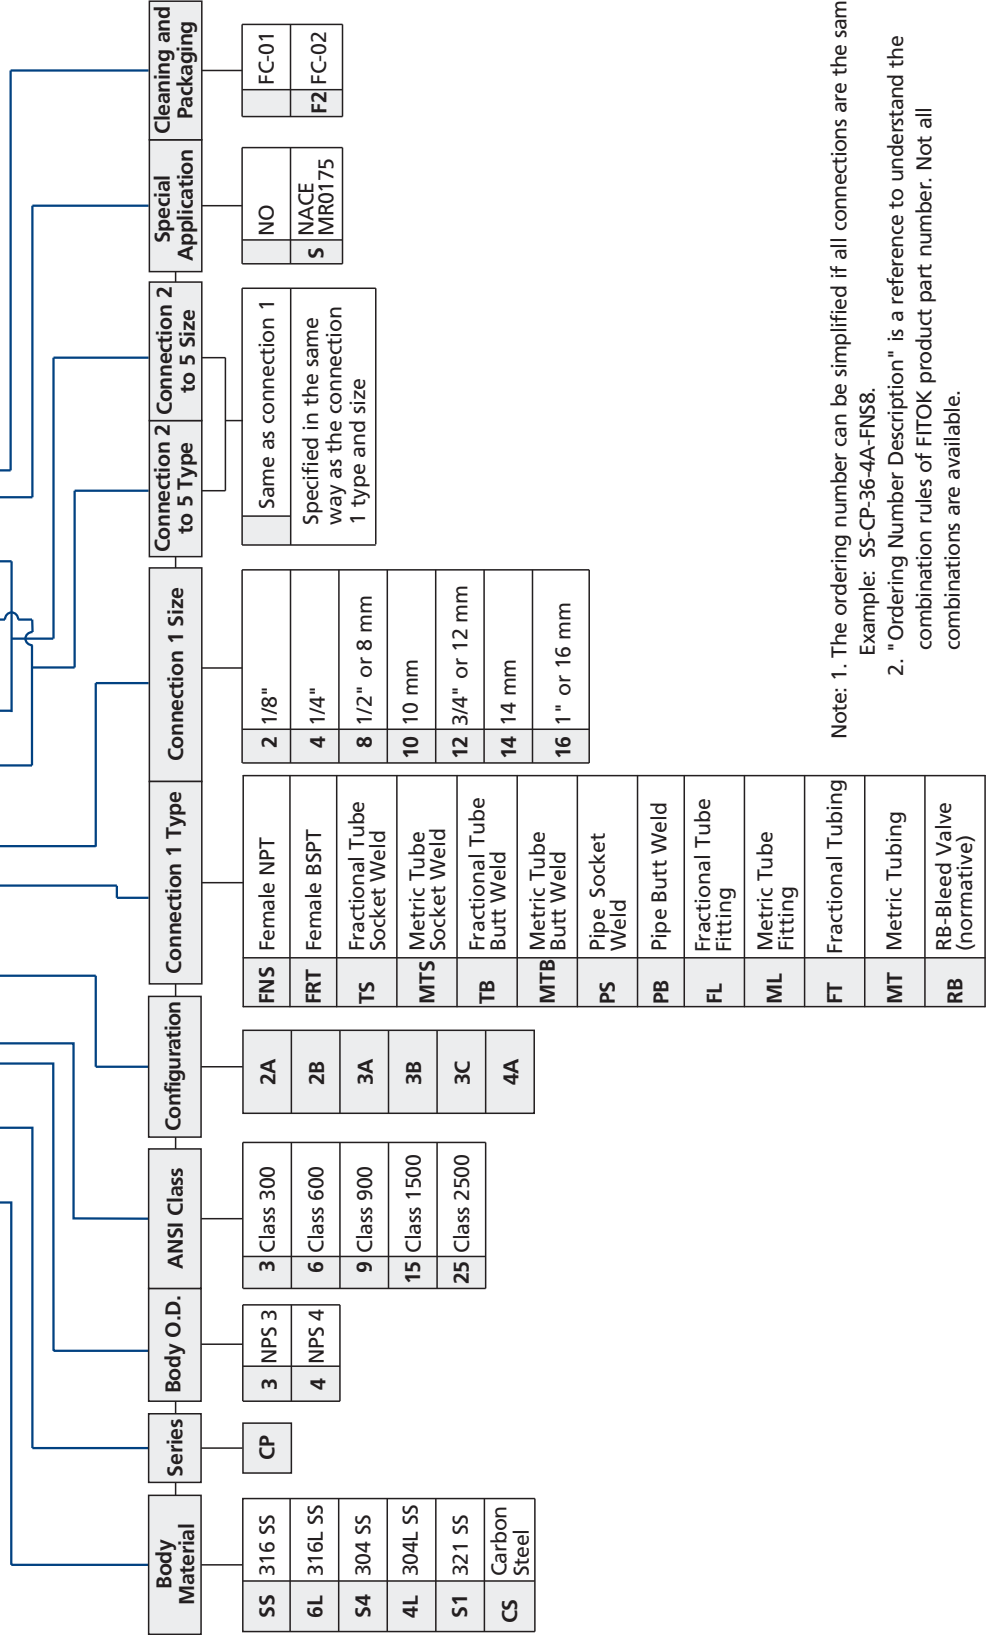 Body
Material
Series
Body O.D.
ANSI Class
Configuration
Connection 1 Type
Connection 1 Size
Connection 2
to 5 Type
Connection 2
to 5 Size
Special
Application
Cleaning and
Packaging
SS 316 SS
6L 316L SS
S4 304 SS
4L 304L SS
S1 321 SS
CS Carbon
Steel
CP
3 NPS 3
4 NPS 4
3 Class 300
6 Class 600
9 Class 900
15 Class 1500
25 Class 2500
2A
2B
3A
3B
3C
4A
FNS Female NPT
FRT Female BSPT
TS Fractional Tube
Socket Weld
MTS Metric Tube
Socket Weld
TB Fractional Tube
Butt Weld
MTB Metric Tube
Butt Weld
PS Pipe Socket
Weld
PB Pipe Butt Weld
FL Fractional Tube
Fitting
ML Metric Tube
Fitting
FT Fractional Tubing
MT Metric Tubing
RB RB-Bleed Valve
(normative)
2 1/8"
4 1/4"
8 1/2" or 8 mm
10 10 mm
12 3/4" or 12 mm
14 14 mm
16 1" or 16 mm
Same as connection 1
Specified in the same
way as the connection
1 type and size
NO
S NACE
MR0175
FC-01
F2 FC-02
Note: 1. The ordering number can be simplified if all connections are the sam
Example: SS-CP-36-4A-FNS8.
2. "Ordering Number Description" is a reference to understand the
combination rules of FITOK product part number. Not all
combinations are available.